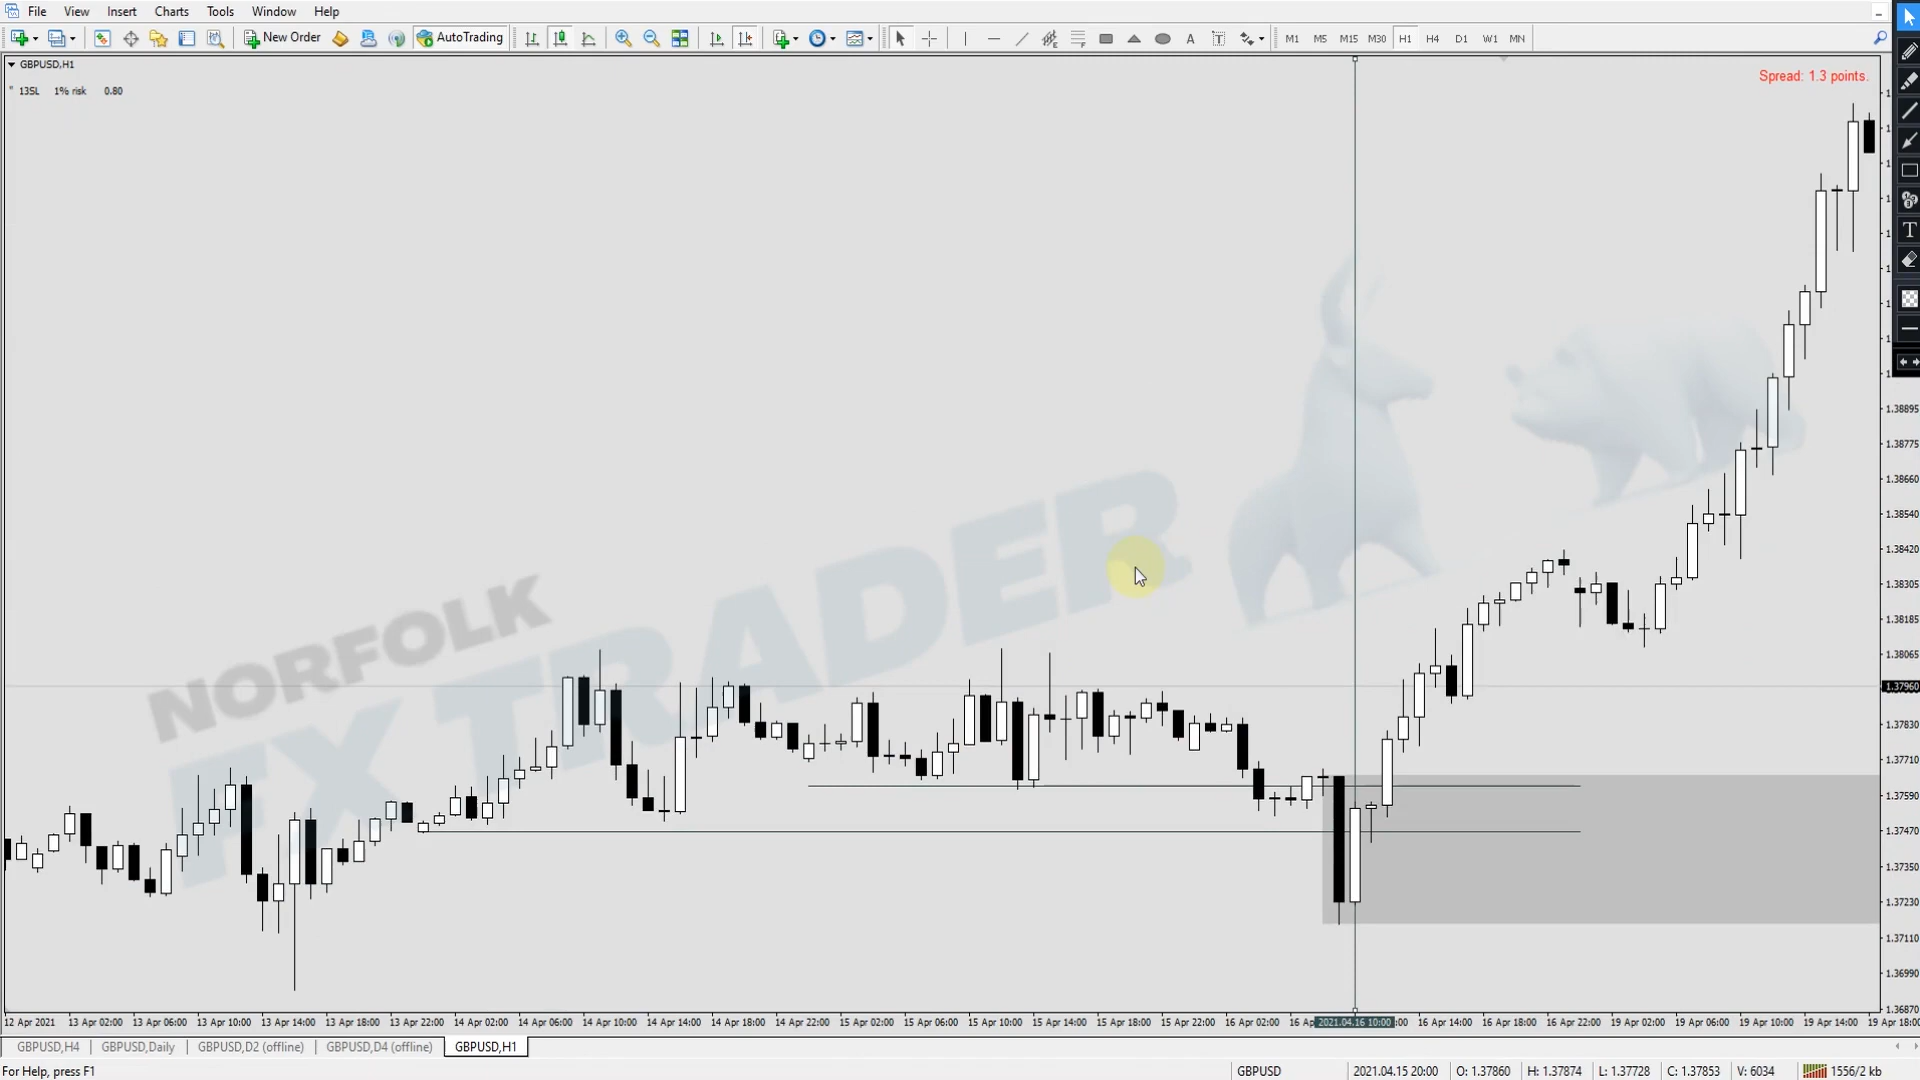 File View Insert Charts Tools Window Help
New Order AutoTrading A T M1 M5 M15 M30 H1 H4 D1 W1 MN
GBPUSD,H1
Spread: 1.3 points.
13SL 1% risk 0.80
T
NORFOLK
FX TRADER
1.38895
1.38775
1.38660
1.38540
1.38420
1.38305
1.38185
1.38065
1.37960
1.37830
1.37710
1.37590
1.37470
1.37350
1.37230
1.37110
1.36990
1.36870
12 Apr 2021 13 Apr 02:00 13 Apr 06:00 13 Apr 10:00 13 Apr 14:00 13 Apr 18:00 13 Apr 22:00 14 Apr 02:00 14 Apr 06:00 14 Apr 10:00 14 Apr 14:00 14 Apr 18:00 14 Apr 22:00 15 Apr 02:00 15 Apr 06:00 15 Apr 10:00 15 Apr 14:00 15 Apr 18:00 15 Apr 22:00 16 Apr 02:00 16 Ap 2021.04.16 10:00 :00 16 Apr 14:00 16 Apr 18:00 16 Apr 22:00 19 Apr 02:00 19 Apr 06:00 19 Apr 10:00 19 Apr 14:00 19 Apr 18:00
GBPUSD,H4 GBPUSD,Daily GBPUSD,D2 (offline) GBPUSD,D4 (offline) GBPUSD,H1
For Help, press F1 GBPUSD 2021.04.15 20:00 O: 1.37860 H: 1.37874 L: 1.37728 C: 1.37853 V: 6034 1556/2 kb